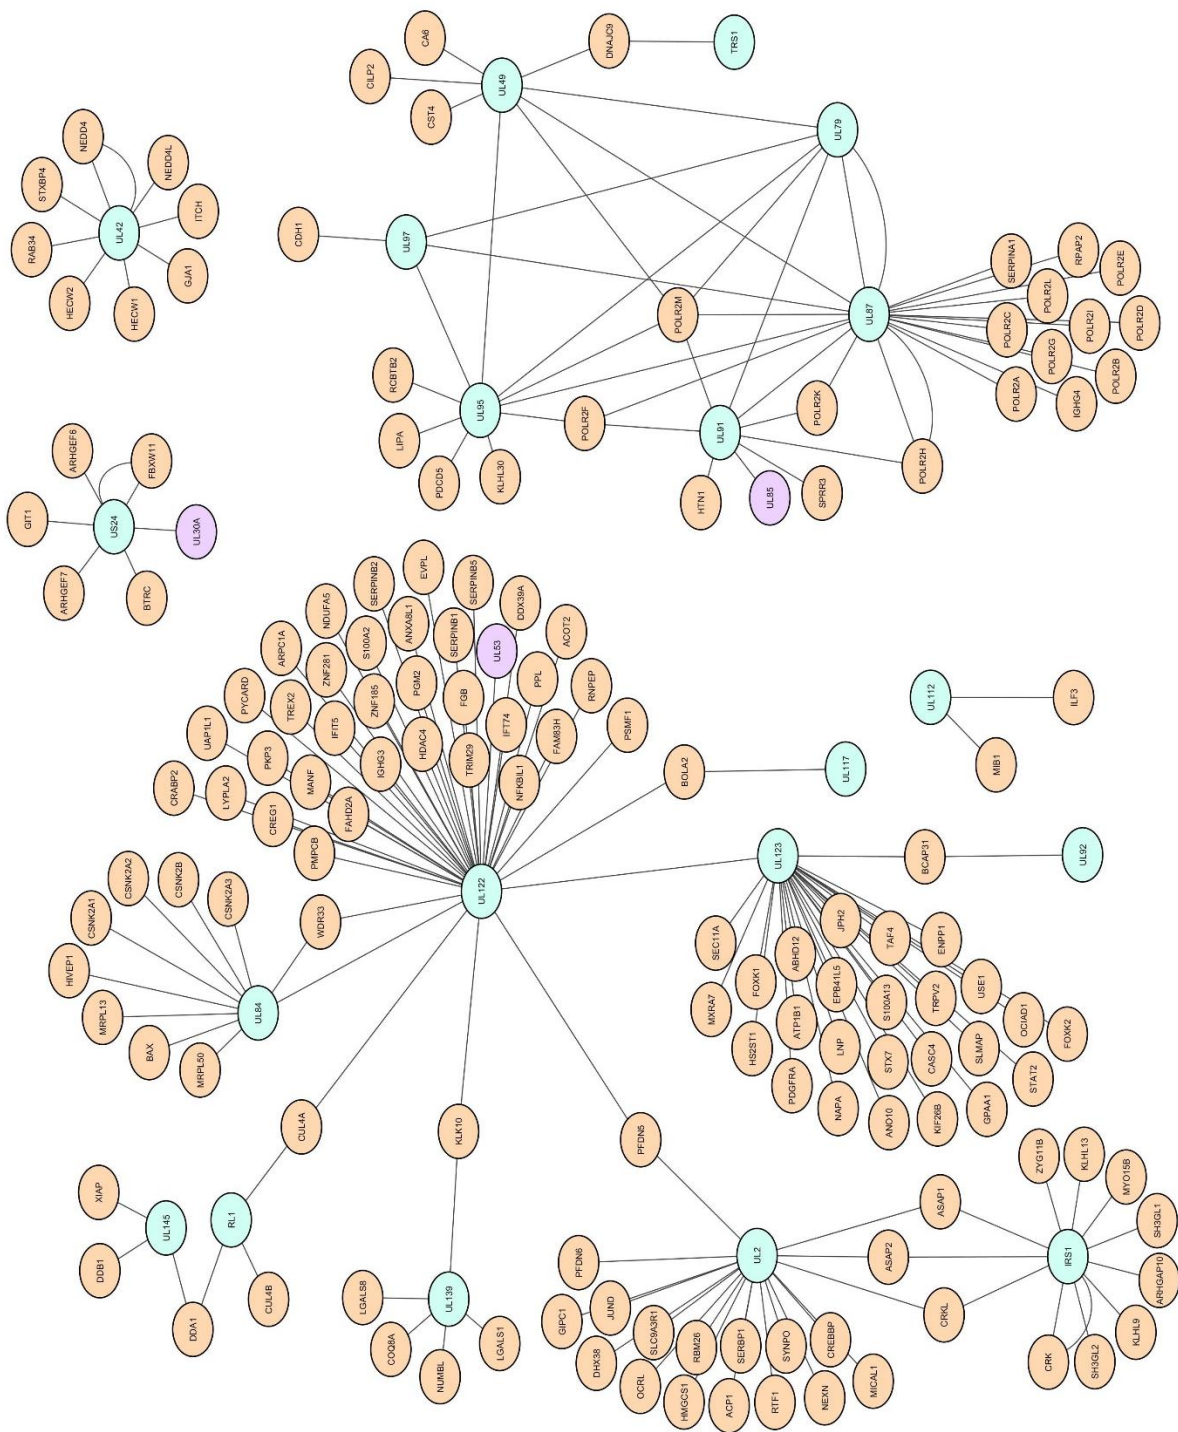 NEDD4
STXBP4
NEDD4L
RAB34
UL42
ITCH
HECW2
GJA1
HECW1
ARHGEF6
FBXW11
GIT1
US24
UL30A
ARHGEF7
BTRC
CA6
CILP2
DNAJC9
TRS1
UL49
CST4
UL79
CDH1
UL97
SERPINA1
RPAP2
POLR2E
POLR2L
POLR2M
UL87
POLR2C
POLR2I
POLR2D
POLR2G
POLR2B
POLR2A
IGHG4
RCBTB2
UL95
LIPA
POLR2F
POLR2K
UL91
PDCD5
KLHL30
POLR2H
HTN1
UL85
SPRR3
EVPL
SERPINB5
SERPINB2
DDX39A
NDUFA5
ANXA8L1
ACOT2
ARPC1A
S100A2
SERPINB1
UL53
ZNF281
PGM2
PPL
RNPEP
PYCARD
TREX2
ZNF185
FGB
IFT74
PSMF1
UAP1L1
IFIT5
HDAC4
FAM83H
PKP3
IGHG3
TRIM29
CRABP2
MANF
NFKBIL1
LYPLA2
BOLA2
CREG1
FAHD2A
PMPCB
UL122
UL117
UL112
ILF3
MIB1
CSNK2A2
CSNK2B
CSNK2A1
CSNK2A3
WDR33
HIVEP1
MRPL13
UL84
BAX
MRPL50
CUL4A
KLK10
PFDN5
UL123
BCAP31
UL92
SEC11A
JPH2
TAF4
ENPP1
MXRA7
FOXK1
ABHD12
EPB41L5
S100A13
TRPV2
USE1
OCIAD1
FOXK2
HS2ST1
ATP1B1
LNP
STX7
CASC4
SLMAP
STAT2
PDGFRA
NAPA
ANO10
KIF26B
GPAA1
XIAP
UL145
RL1
DDB1
DDA1
CUL4B
LGALS8
UL139
COQ8A
NUMBL
LGALS1
PFDN6
UL2
ASAP1
ASAP2
IRS1
CRKL
GIPC1
JUND
DHX38
SLC9A3R1
RBM26
SERBP1
SYNPO
CREBBP
OCRL
HMGCS1
ACP1
RTF1
NEXN
MICAL1
ZYG11B
KLHL13
MYO15B
SH3GL1
ARHGAP10
KLHL9
SH3GL2
CRK